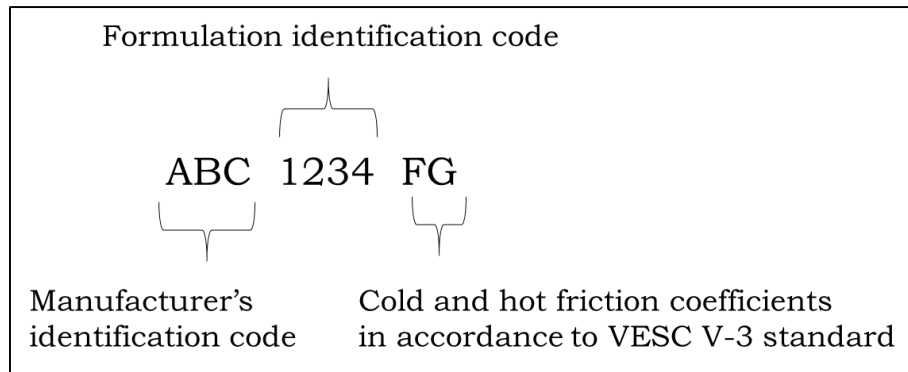 Formulation identification code
ABC 1234 FG
Manufacturer’s
identification code
Cold and hot friction coefficients
in accordance to VESC V-3 standard